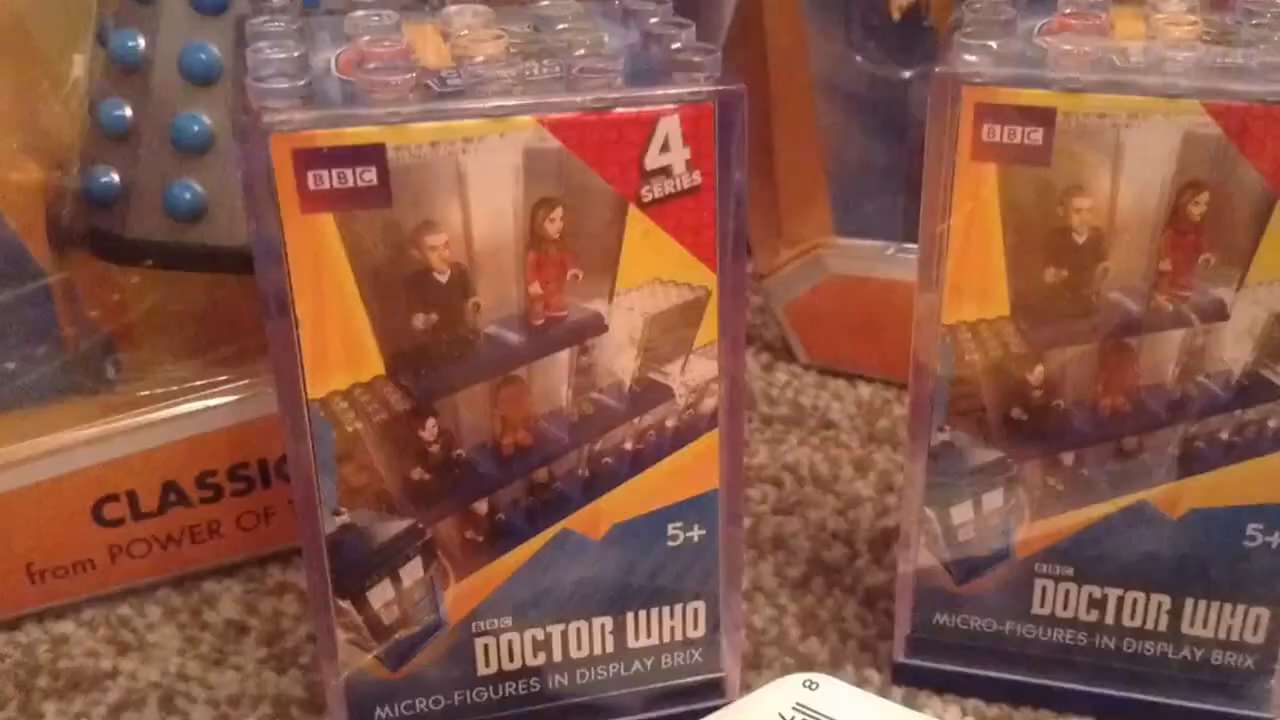 BBC
4
SERIES
5+
BBC
DOCTOR WHO
MICRO-FIGURES IN DISPLAY BRIX
BBC
5+
BBC
DOCTOR WHO
MICRO-FIGURES IN DISPLAY BRIX
CLASSIC
from POWER OF
8